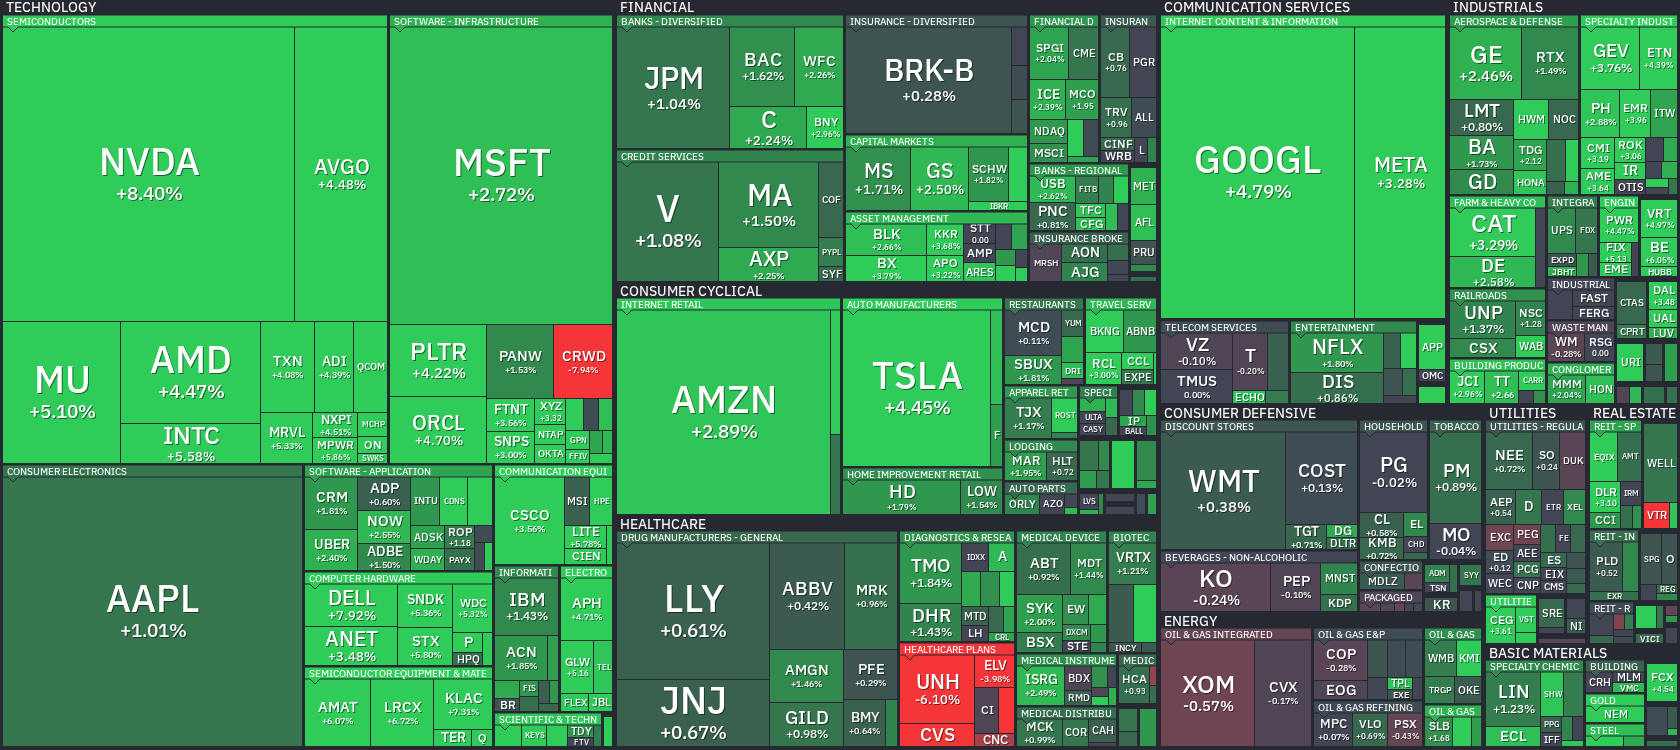 TECHNOLOGY
SEMICONDUCTORS
NVDA
+8.40%
AVGO
+4.48%
MU
+5.10%
AMD
+4.47%
INTC
+5.58%
TXN
+4.08%
ADI
+4.39%
QCOM
MRVL
+5.33%
NXPI
+4.51%
MCHP
MPWR
+5.86%
ON
SWKS
SOFTWARE - INFRASTRUCTURE
MSFT
+2.72%
PLTR
+4.22%
PANW
+1.53%
CRWD
-7.94%
ORCL
+4.70%
FTNT
+3.56%
XYZ
+3.32
SNPS
+3.00%
NTAP
OKTA
GPN
FFIV
CONSUMER ELECTRONICS
AAPL
+1.01%
SOFTWARE - APPLICATION
CRM
+1.81%
ADP
+0.60%
INTU
CDNS
UBER
+2.40%
NOW
+2.55%
ADBE
+1.50%
ADSK
ROP
+1.18
WDAY
PAYX
COMMUNICATION EQUI
CSCO
+3.56%
MSI
HPE
LITE
+5.78%
CIEN
COMPUTER HARDWARE
DELL
+7.92%
SNDK
+5.36%
WDC
+5.32%
ANET
+3.48%
STX
+5.80%
P
HPQ
INFORMATI
IBM
+1.43%
ACN
+1.85%
FIS
BR
ELECTRO
APH
+4.71%
GLW
+5.16
TEL
FLEX
JBL
SEMICONDUCTOR EQUIPMENT & MATE
AMAT
+6.07%
LRCX
+6.72%
KLAC
+7.31%
TER
Q
SCIENTIFIC & TECHN
KEYS
TDY
FTV
FINANCIAL
BANKS - DIVERSIFIED
JPM
+1.04%
BAC
+1.62%
WFC
+2.26%
C
+2.24%
BNY
+2.96%
CREDIT SERVICES
V
+1.08%
MA
+1.50%
COF
AXP
+2.25%
PYPL
SYF
INSURANCE - DIVERSIFIED
BRK-B
+0.28%
CAPITAL MARKETS
MS
+1.71%
GS
+2.50%
SCHW
+1.82%
IBKR
ASSET MANAGEMENT
BLK
+2.66%
KKR
+3.68%
STT
0.00
AMP
BX
+3.79%
APO
+3.22%
ARES
FINANCIAL D
SPGI
+2.04%
CME
ICE
+2.39%
MCO
+1.95
NDAQ
MSCI
INSURAN
CB
+0.76
PGR
TRV
+0.96
ALL
CINF
WRB
L
BANKS - REGIONAL
USB
+2.62%
FITB
PNC
+0.81%
TFC
CFG
MET
AFL
PRU
INSURANCE BROKE
MRSH
AON
AJG
CONSUMER CYCLICAL
INTERNET RETAIL
AMZN
+2.89%
AUTO MANUFACTURERS
TSLA
+4.45%
F
HOME IMPROVEMENT RETAIL
HD
+1.79%
LOW
+1.54%
RESTAURANTS
MCD
+0.11%
YUM
SBUX
+1.81%
DRI
TRAVEL SERV
BKNG
ABNB
RCL
+3.00%
CCL
EXPE
APPAREL RET
TJX
+1.17%
ROST
SPECI
ULTA
CASY
IP
BALL
LODGING
MAR
+1.95%
HLT
+0.72
AUTO PARTS
ORLY
AZO
LVS
HEALTHCARE
DRUG MANUFACTURERS - GENERAL
LLY
+0.61%
ABBV
+0.42%
MRK
+0.96%
JNJ
+0.67%
AMGN
+1.46%
PFE
+0.29%
GILD
+0.98%
BMY
+0.64%
DIAGNOSTICS & RESEA
TMO
+1.84%
IDXX
A
DHR
+1.43%
MTD
LH
CRL
HEALTHCARE PLANS
UNH
-6.10%
ELV
-3.98%
CI
CVS
CNC
MEDICAL DEVICE
ABT
+0.92%
MDT
+1.44%
SYK
+2.00%
EW
BSX
DXCM
STE
BIOTEC
VRTX
+1.21%
INCY
MEDICAL INSTRUME
ISRG
+2.49%
BDX
RMD
MEDIC
HCA
+0.93
MEDICAL DISTRIBU
MCK
+0.99%
COR
CAH
COMMUNICATION SERVICES
INTERNET CONTENT & INFORMATION
GOOGL
+4.79%
META
+3.28%
TELECOM SERVICES
VZ
-0.10%
T
-0.20%
TMUS
0.00%
ECHO
ENTERTAINMENT
NFLX
+1.80%
DIS
+0.86%
APP
OMC
INDUSTRIALS
AEROSPACE & DEFENSE
GE
+2.46%
RTX
+1.49%
LMT
+0.80%
HWM
NOC
BA
+1.73%
TDG
+2.12
GD
HONA
SPECIALTY INDUST
GEV
+3.76%
ETN
+4.39%
PH
+2.88%
EMR
+3.96
ITW
CMI
+3.19
ROK
+3.06
AME
+3.64
IR
OTIS
FARM & HEAVY CO
CAT
+3.29%
DE
+2.58%
INTEGRA
UPS
FDX
EXPD
JBHT
ENGIN
PWR
+4.47%
FIX
+5.13
EME
VRT
+4.97%
BE
+6.05%
HUBB
RAILROADS
UNP
+1.37%
NSC
+1.28
CSX
WAB
INDUSTRIAL
FAST
FERG
CTAS
CPRT
DAL
+3.48
UAL
LUV
WASTE MAN
WM
-0.28%
RSG
0.00
URI
BUILDING PRODUC
JCI
+2.96%
TT
+2.66
CARR
CONGLOMER
MMM
+2.04%
HON
CONSUMER DEFENSIVE
DISCOUNT STORES
WMT
+0.38%
COST
+0.13%
TGT
+0.71%
DG
DLTR
HOUSEHOLD
PG
-0.02%
CL
+0.58%
EL
KMB
+0.72%
CHD
TOBACCO
PM
+0.89%
MO
-0.04%
BEVERAGES - NON-ALCOHOLIC
KO
-0.24%
PEP
-0.10%
MNST
KDP
CONFECTIO
MDLZ
PACKAGED
ADM
TSN
SYY
KR
ENERGY
OIL & GAS INTEGRATED
XOM
-0.57%
CVX
-0.17%
OIL & GAS E&P
COP
-0.28%
EOG
TPL
EXE
OIL & GAS
WMB
KMI
TRGP
OKE
OIL & GAS REFINING
MPC
+0.07%
VLO
+0.69%
PSX
-0.43%
OIL & GAS
SLB
+1.68
UTILITIES
UTILITIES - REGULA
NEE
+0.72%
SO
+0.24
DUK
AEP
+0.54
D
ETR
XEL
EXC
PEG
FE
ED
+0.12
AEE
PCG
ES
EIX
WEC
CNP
CMS
UTILITIE
CEG
+3.61
VST
SRE
NI
REAL ESTATE
REIT - SP
EQIX
AMT
WELL
DLR
+3.10
IRM
CCI
VTR
REIT - IN
PLD
+0.52
EXR
SPG
O
REG
REIT - R
VICI
BASIC MATERIALS
SPECIALTY CHEMIC
LIN
+1.23%
SHW
ECL
PPG
IFF
BUILDING
CRH
MLM
VMC
FCX
+4.54
GOLD
NEM
STEEL